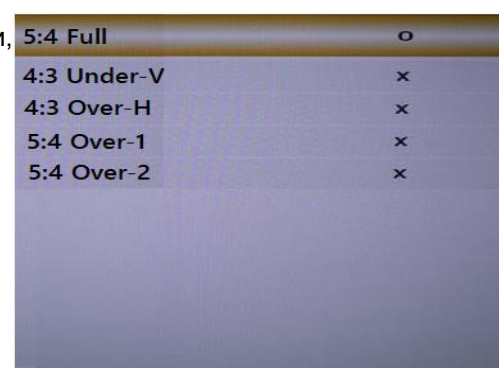 и,
5:4 Full o
4:3 Under-V x
4:3 Over-H x
5:4 Over-1 x
5:4 Over-2 x